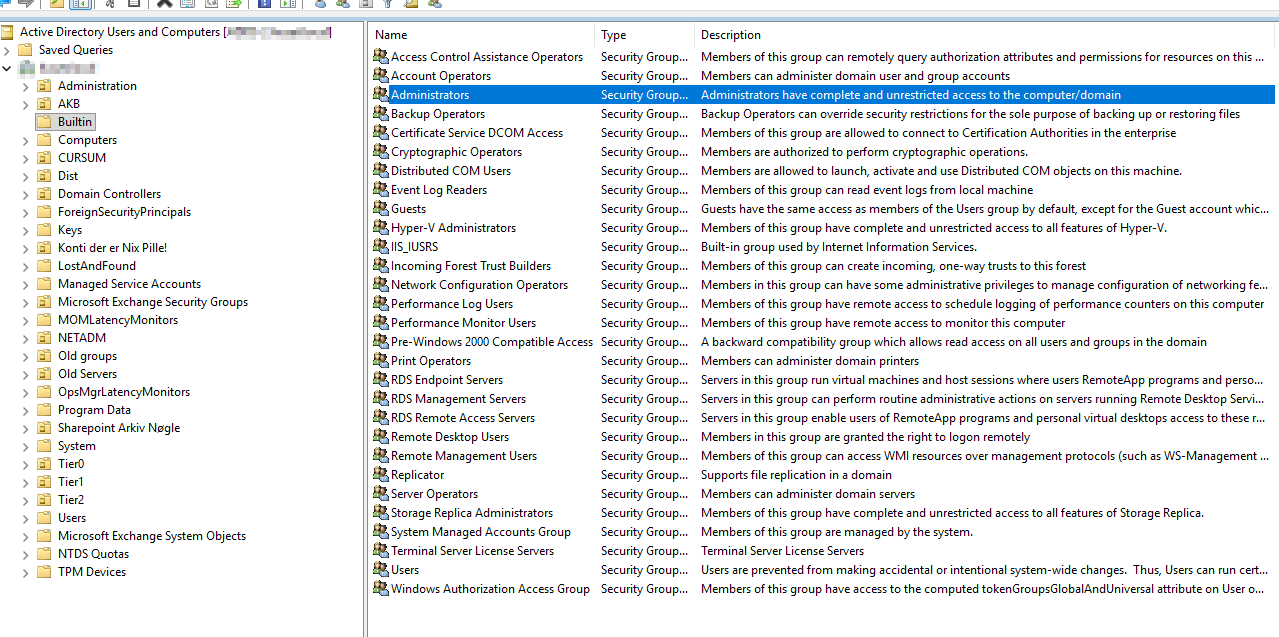 Active Directory Users and Computers [
Saved Queries
Administration
AKB
Builtin
Computers
CURSUM
Dist
Domain Controllers
ForeignSecurityPrincipals
Keys
Konti der er Nix Pille!
LostAndFound
Managed Service Accounts
Microsoft Exchange Security Groups
MOMLatencyMonitors
NETADM
Old groups
Old Servers
OpsMgrLatencyMonitors
Program Data
Sharepoint Arkiv Nøgle
System
Tier0
Tier1
Tier2
Users
Microsoft Exchange System Objects
NTDS Quotas
TPM Devices
Name Type Description
Access Control Assistance Operators Security Group... Members of this group can remotely query authorization attributes and permissions for resources on this ...
Account Operators Security Group... Members can administer domain user and group accounts
Administrators Security Group... Administrators have complete and unrestricted access to the computer/domain
Backup Operators Security Group... Backup Operators can override security restrictions for the sole purpose of backing up or restoring files
Certificate Service DCOM Access Security Group... Members of this group are allowed to connect to Certification Authorities in the enterprise
Cryptographic Operators Security Group... Members are authorized to perform cryptographic operations.
Distributed COM Users Security Group... Members are allowed to launch, activate and use Distributed COM objects on this machine.
Event Log Readers Security Group... Members of this group can read event logs from local machine
Guests Security Group... Guests have the same access as members of the Users group by default, except for the Guest account whic...
Hyper-V Administrators Security Group... Members of this group have complete and unrestricted access to all features of Hyper-V.
IIS_IUSRS Security Group... Built-in group used by Internet Information Services.
Incoming Forest Trust Builders Security Group... Members of this group can create incoming, one-way trusts to this forest
Network Configuration Operators Security Group... Members in this group can have some administrative privileges to manage configuration of networking fe...
Performance Log Users Security Group... Members of this group have remote access to schedule logging of performance counters on this computer
Performance Monitor Users Security Group... Members of this group have remote access to monitor this computer
Pre-Windows 2000 Compatible Access Security Group... A backward compatibility group which allows read access on all users and groups in the domain
Print Operators Security Group... Members can administer domain printers
RDS Endpoint Servers Security Group... Servers in this group run virtual machines and host sessions where users RemoteApp programs and perso...
RDS Management Servers Security Group... Servers in this group can perform routine administrative actions on servers running Remote Desktop Servi...
RDS Remote Access Servers Security Group... Servers in this group enable users of RemoteApp programs and personal virtual desktops access to these r...
Remote Desktop Users Security Group... Members in this group are granted the right to logon remotely
Remote Management Users Security Group... Members of this group can access WMI resources over management protocols (such as WS-Management ...
Replicator Security Group... Supports file replication in a domain
Server Operators Security Group... Members can administer domain servers
Storage Replica Administrators Security Group... Members of this group have complete and unrestricted access to all features of Storage Replica.
System Managed Accounts Group Security Group... Members of this group are managed by the system.
Terminal Server License Servers Security Group... Terminal Server License Servers
Users Security Group... Users are prevented from making accidental or intentional system-wide changes. Thus, Users can run cert...
Windows Authorization Access Group Security Group... Members of this group have access to the computed tokenGroupsGlobalAndUniversal attribute on User o...